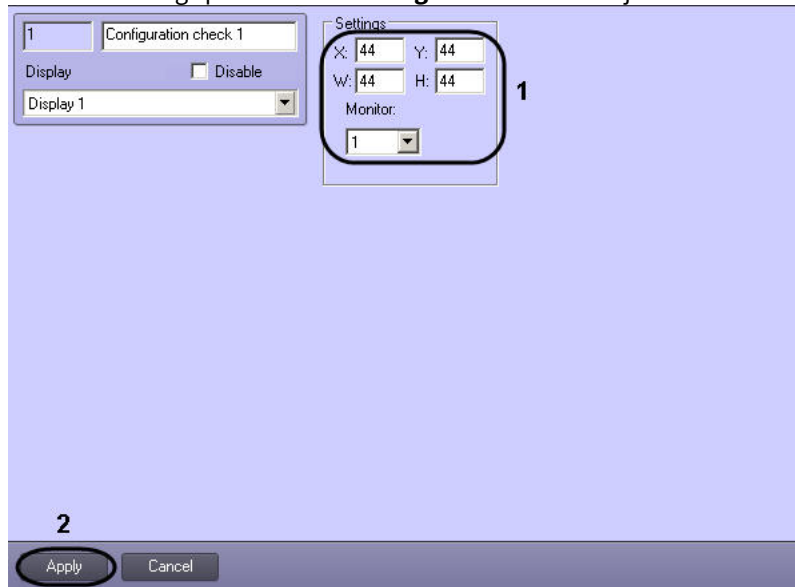 1 Configuration check 1
Display Disable
Display 1
Settings
X: 44 Y: 44
W: 44 H: 44
Monitor:
1
1
2
Apply Cancel